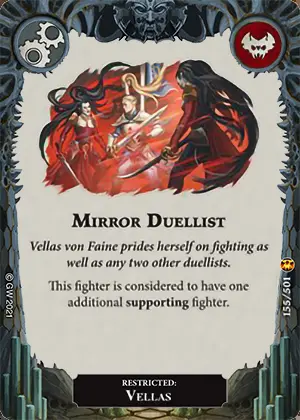 MIRROR DUELLIST
Vellas von Faine prides herself on fighting as
well as any two other duellists.
This fighter is considered to have one
additional supporting fighter.
© GW 2021
155/501
RESTRICTED:
VELLAS